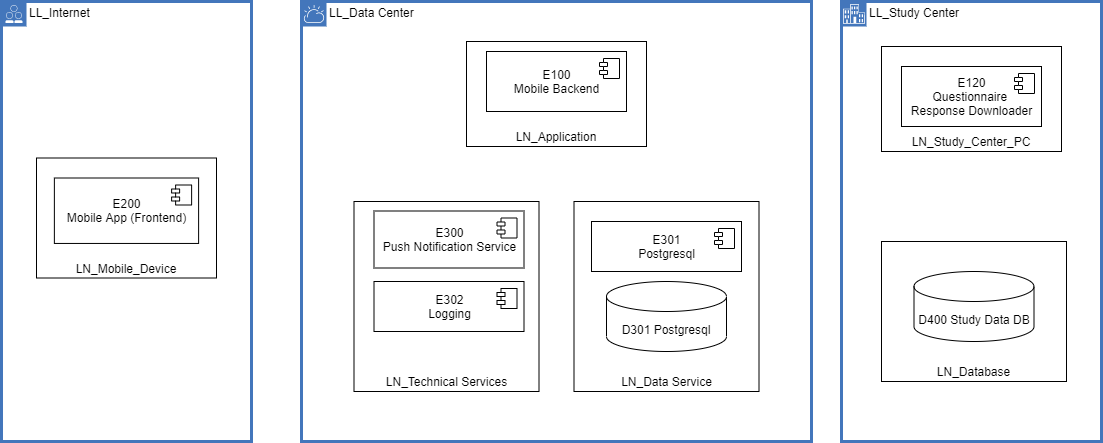 LL_Internet
E200
Mobile App (Frontend)
LN_Mobile_Device
LL_Data Center
E100
Mobile Backend
LN_Application
E300
Push Notification Service
E302
Logging
LN_Technical Services
E301
Postgresql
D301 Postgresql
LN_Data Service
LL_Study Center
E120
Questionnaire
Response Downloader
LN_Study_Center_PC
D400 Study Data DB
LN_Database